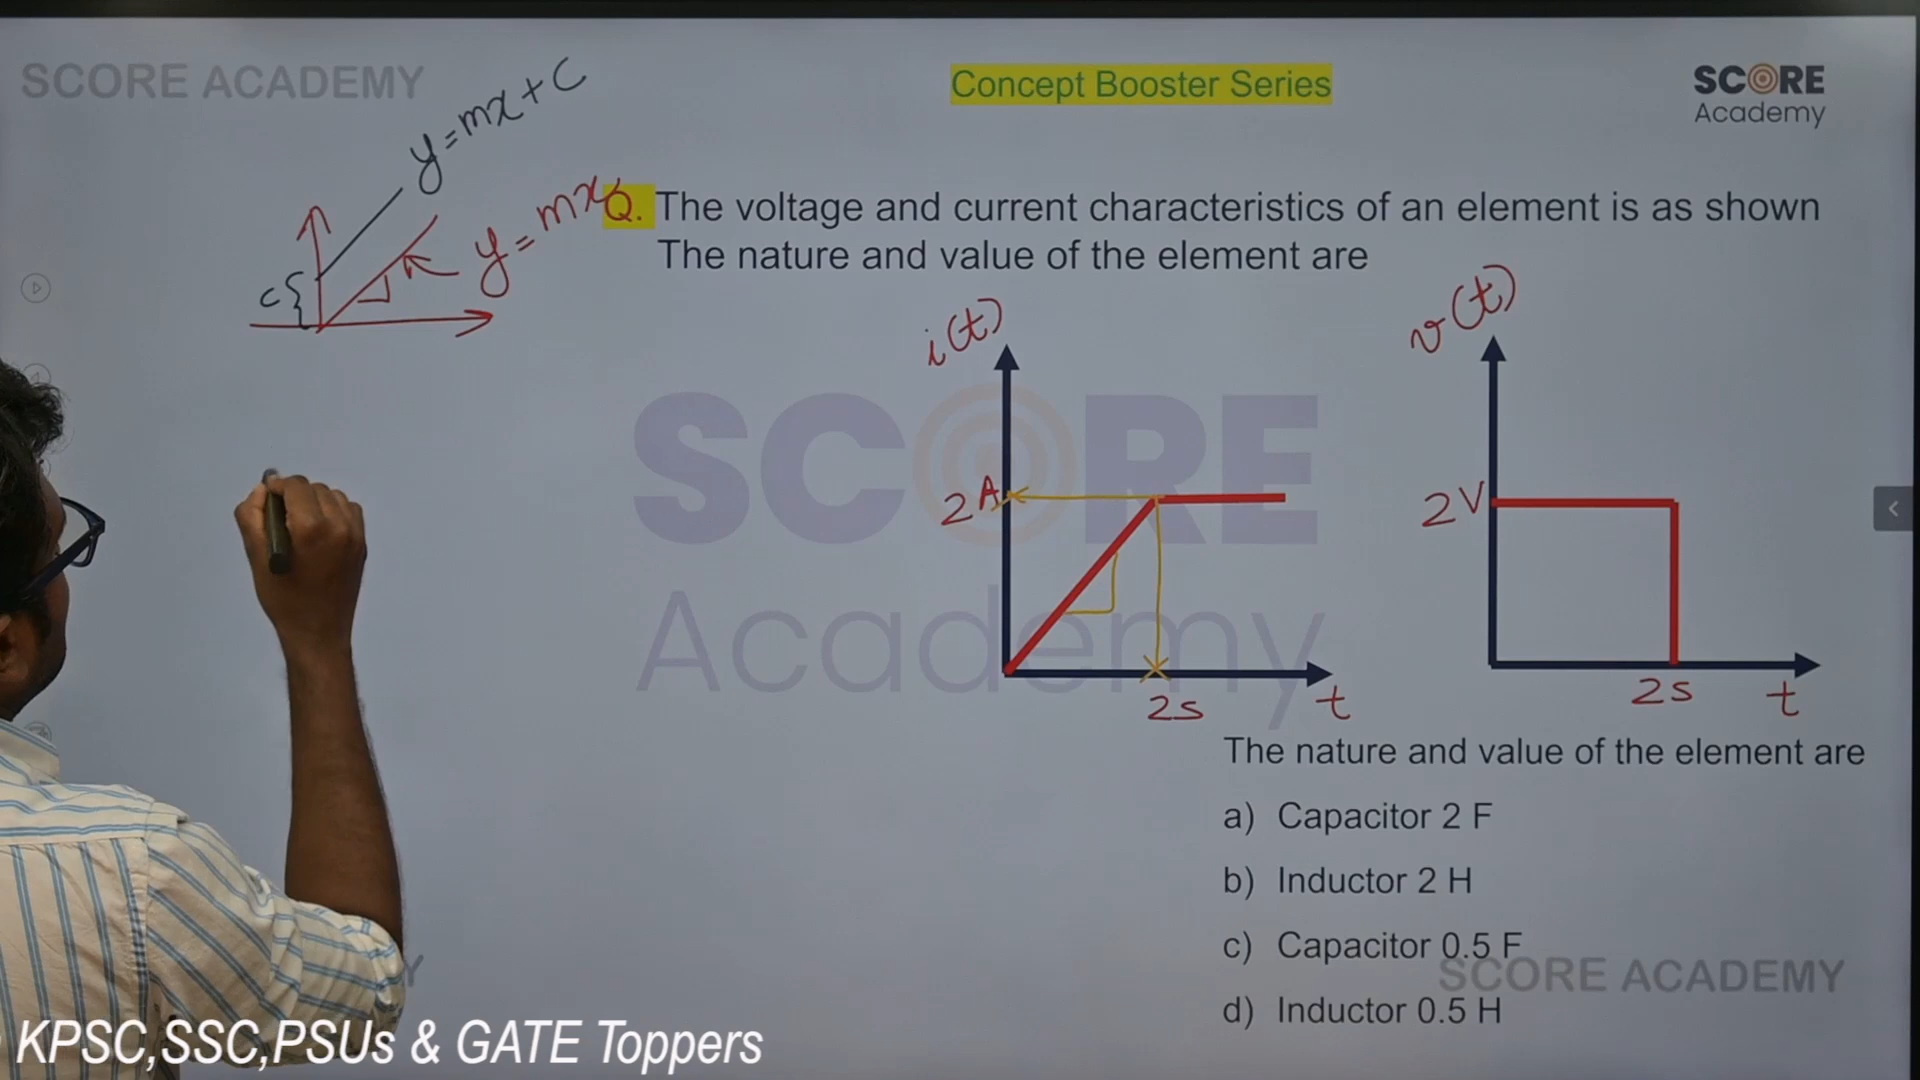 SCORE ACADEMY
Concept Booster Series
SCORE
Academy
y=mx+c
y=mx
c
Q. The voltage and current characteristics of an element is as shown
The nature and value of the element are
i(t)
v(t)
SCORE
Academy
2A
2V
2s
t
2s
t
The nature and value of the element are
a) Capacitor 2 F
b) Inductor 2 H
c) Capacitor 0.5 F
d) Inductor 0.5 H
SCORE ACADEMY
Y
KPSC,SSC,PSUs & GATE Toppers